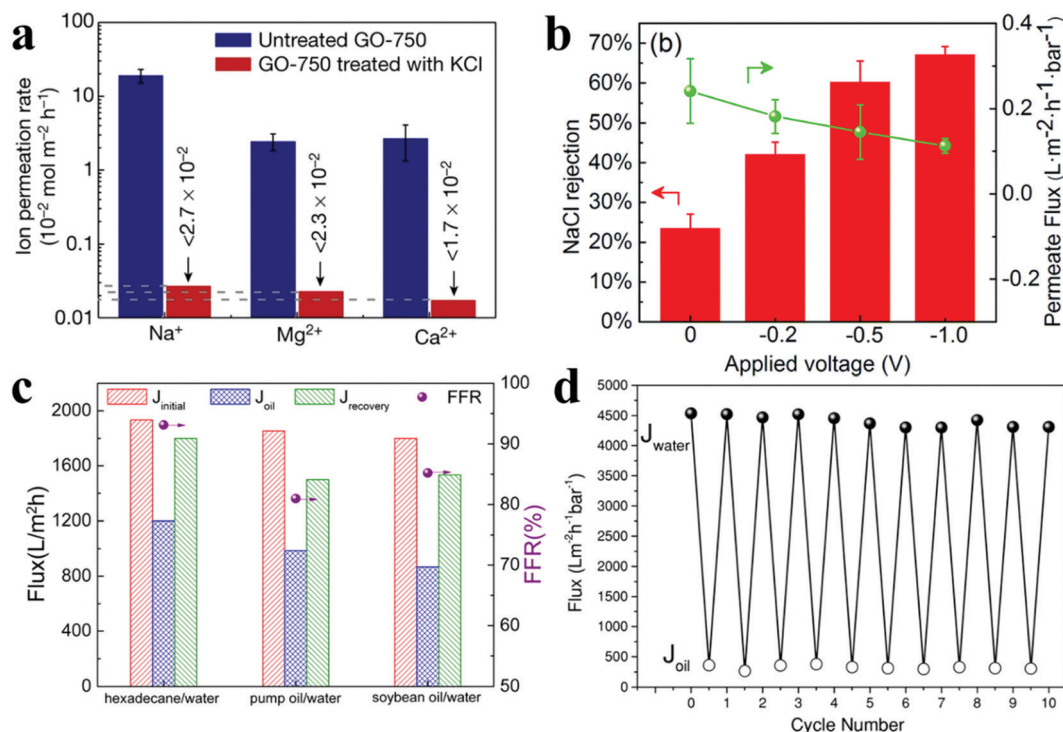 a
100
10
1
0.1
0.01
Ion permeation rate
(10⁻² mol m⁻² h⁻¹)
Untreated GO-750
GO-750 treated with KCl
<2.7 × 10⁻²
<2.3 × 10⁻²
<1.7 × 10⁻²
Na⁺
Mg²⁺
Ca²⁺
b
(b)
70%
60%
50%
40%
30%
20%
10%
0%
NaCl rejection
0.4
0.2
0.0
-0.2
Permeate Flux (L·m⁻²·h⁻¹·bar⁻¹)
0
-0.2
-0.5
-1.0
Applied voltage (V)
c
J initial
J oil
J recovery
FFR
2000
1600
1200
800
400
0
Flux(L/m²h)
100
90
80
70
60
50
FFR(%)
hexadecane/water
pump oil/water
soybean oil/water
d
5000
4500
4000
3500
3000
2500
2000
1500
1000
500
0
J water
J oil
Flux (Lm⁻²h⁻¹bar⁻¹)
0 1 2 3 4 5 6 7 8 9 10
Cycle Number